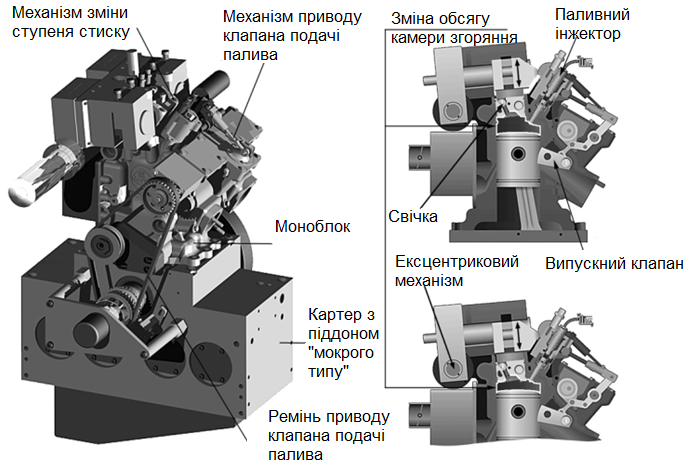 Механізм зміни
ступеня стиску
Механізм приводу
клапана подачі
палива
Зміна обсягу
камери згоряння
Паливний
інжектор
Свічка
Моноблок
Ексцентриковий
механізм
Випускний клапан
Картер з
піддоном
"мокрого
типу"
Ремінь приводу
клапана подачі
палива